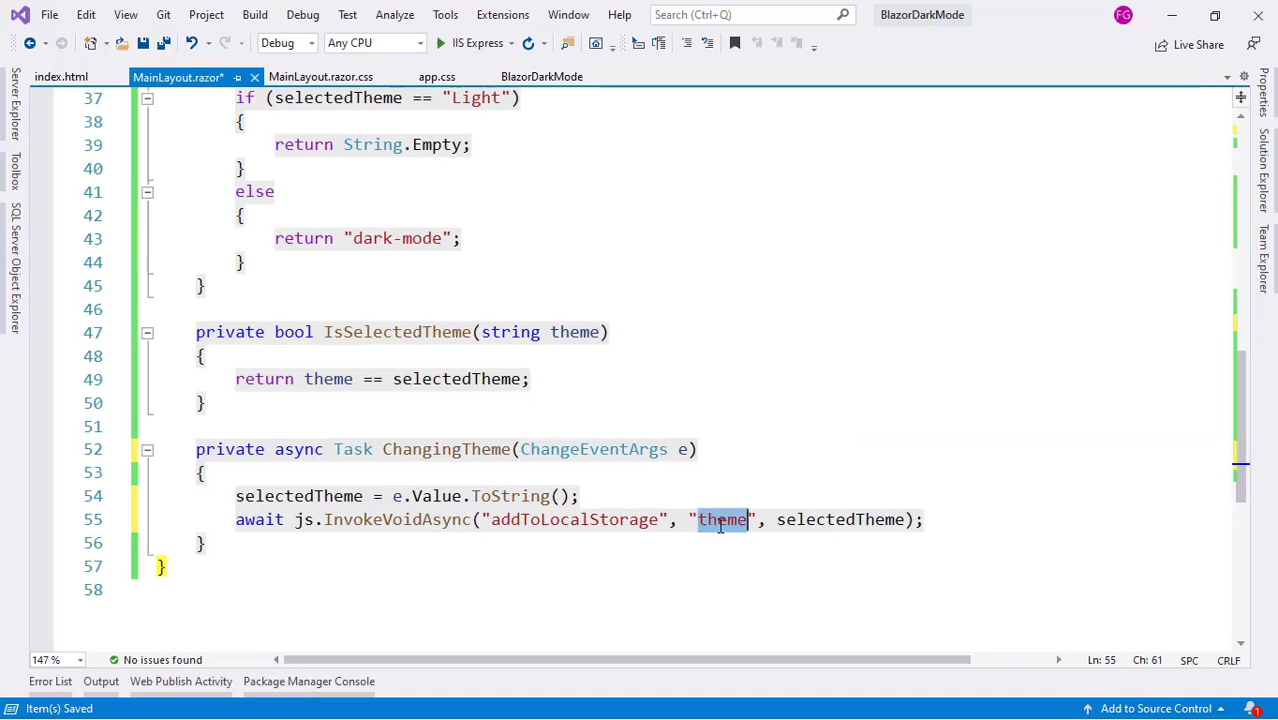 File Edit View Git Project Build Debug Test Analyze Tools Extensions Window Help Search (Ctrl+Q) BlazorDarkMode FG
Debug Any CPU IIS Express Live Share
index.html MainLayout.razor* MainLayout.razor.css app.css BlazorDarkMode
Server Explorer
Toolbox
SQL Server Object Explorer
37 if (selectedTheme == "Light")
38 {
39 return String.Empty;
40 }
41 else
42 {
43 return "dark-mode";
44 }
45 }
46
47 private bool IsSelectedTheme(string theme)
48 {
49 return theme == selectedTheme;
50 }
51
52 private async Task ChangingTheme(ChangeEventArgs e)
53 {
54 selectedTheme = e.Value.ToString();
55 await js.InvokeVoidAsync("addToLocalStorage", "theme", selectedTheme);
56 }
57 }
58
Properties
Solution Explorer
Team Explorer
147 % No issues found Ln: 55 Ch: 61 SPC CRLF
Error List Output Web Publish Activity Package Manager Console
Item(s) Saved Add to Source Control 1